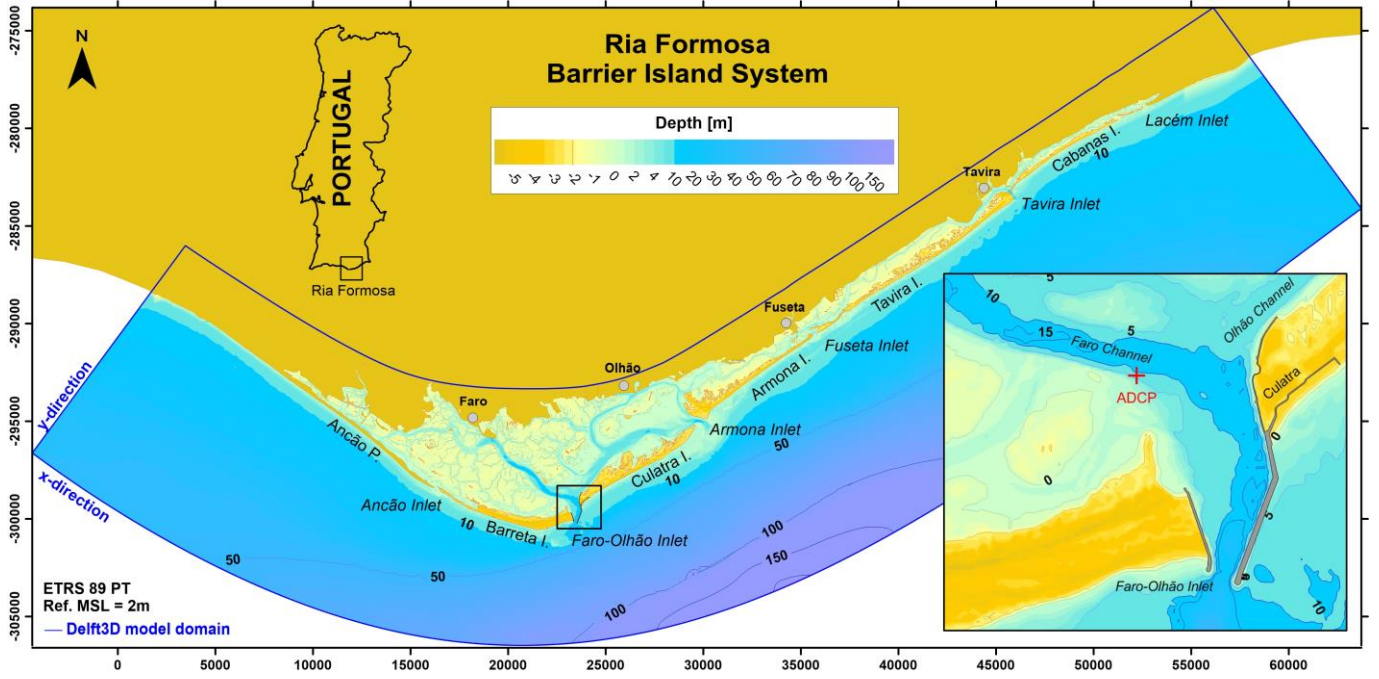 Ria Formosa
Barrier Island System
N
PORTUGAL
Ria Formosa
Depth [m]
-5 -4 -3 -2 -1 0 2 4 10 20 30 40 50 60 70 80 90 100 150
Lacém Inlet
Cabanas I.
10
Tavira
Tavira Inlet
Tavira I.
Fuseta
Fuseta Inlet
Armona I.
Olhão
Armona Inlet
Faro
Culatra I.
10
50
Ancão P.
Ancão Inlet
10
Barreta I.
Faro-Olhão Inlet
50
50
100
150
100
y-direction
x-direction
ETRS 89 PT
Ref. MSL = 2m
Delft3D model domain
10
5
15
5
Faro Channel
Olhão Channel
ADCP
Culatra
0
0
5
Faro-Olhão Inlet
10
-275000
-280000
-285000
-290000
-295000
-300000
-305000
0 5000 10000 15000 20000 25000 30000 35000 40000 45000 50000 55000 60000